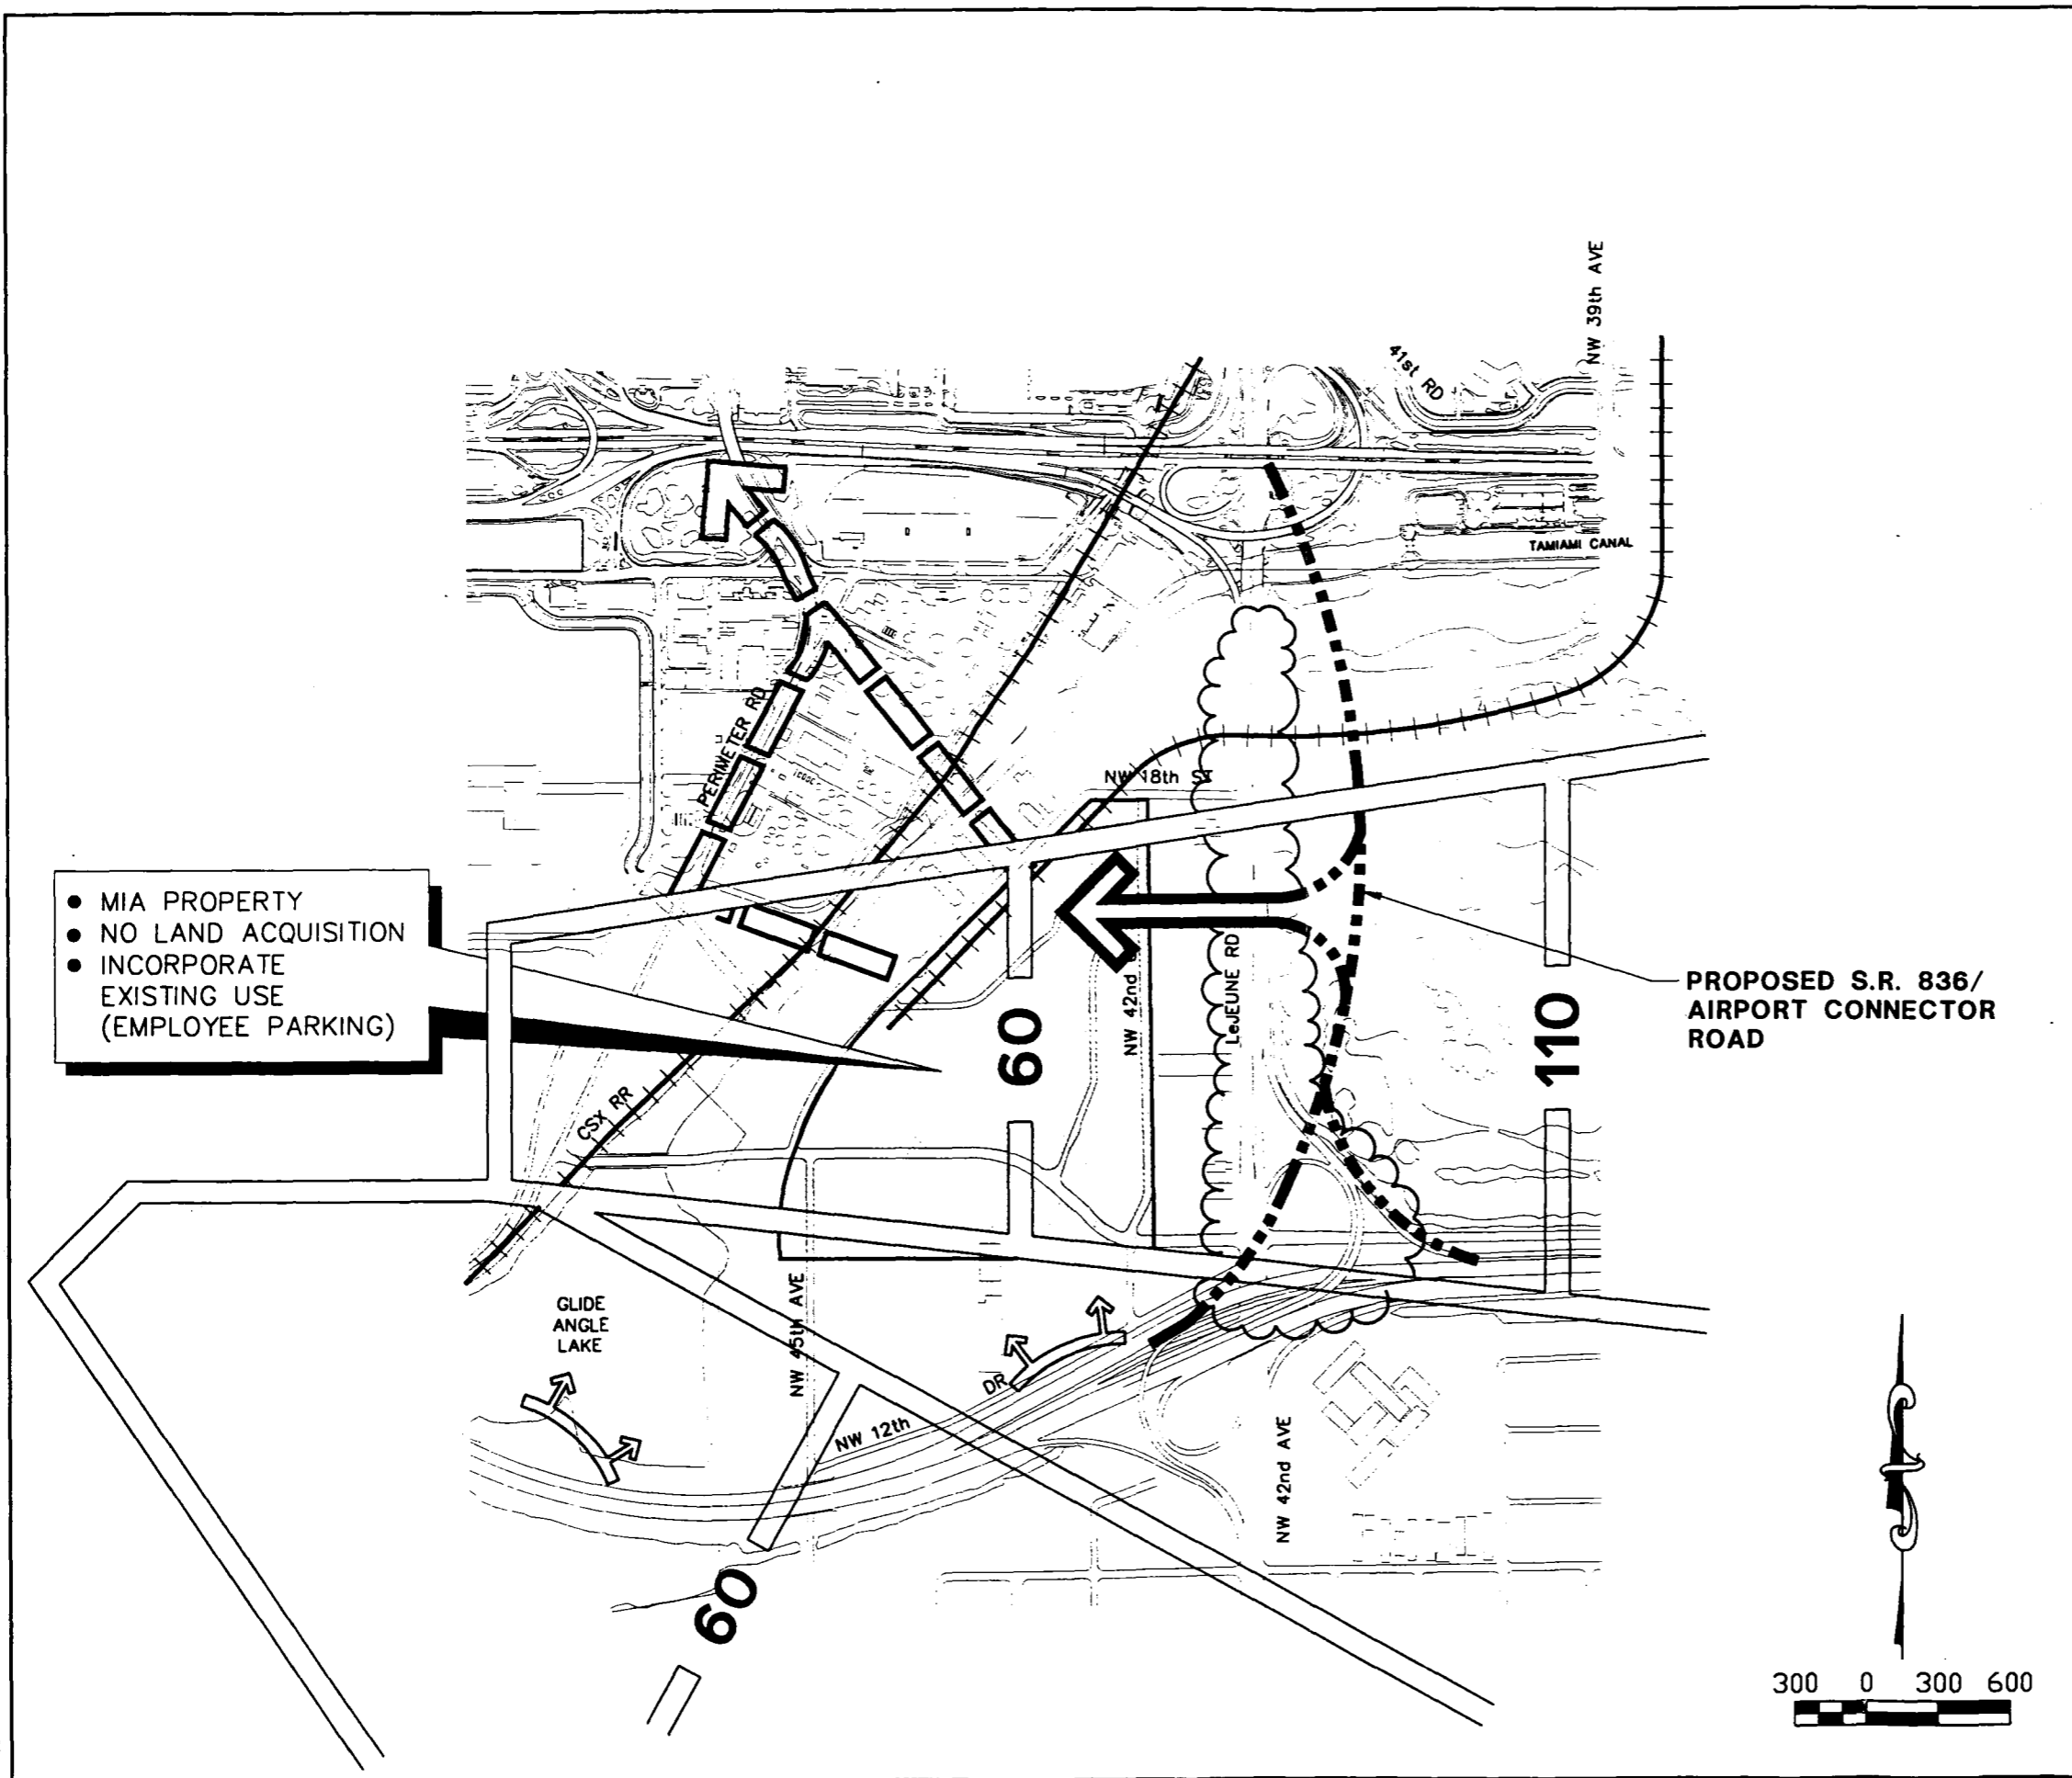 NW 39th AVE
41st RD
TAMIAMI CANAL
PERIMETER RD
NW 18th ST
● MIA PROPERTY
● NO LAND ACQUISITION
● INCORPORATE
EXISTING USE
(EMPLOYEE PARKING)
LeJEUNE RD
NW 42nd
60
110
PROPOSED S.R. 836/
AIRPORT CONNECTOR
ROAD
CSX RR
GLIDE
ANGLE
LAKE
NW 45th AVE
NW 12th
DR
NW 42nd AVE
60
300 0 300 600